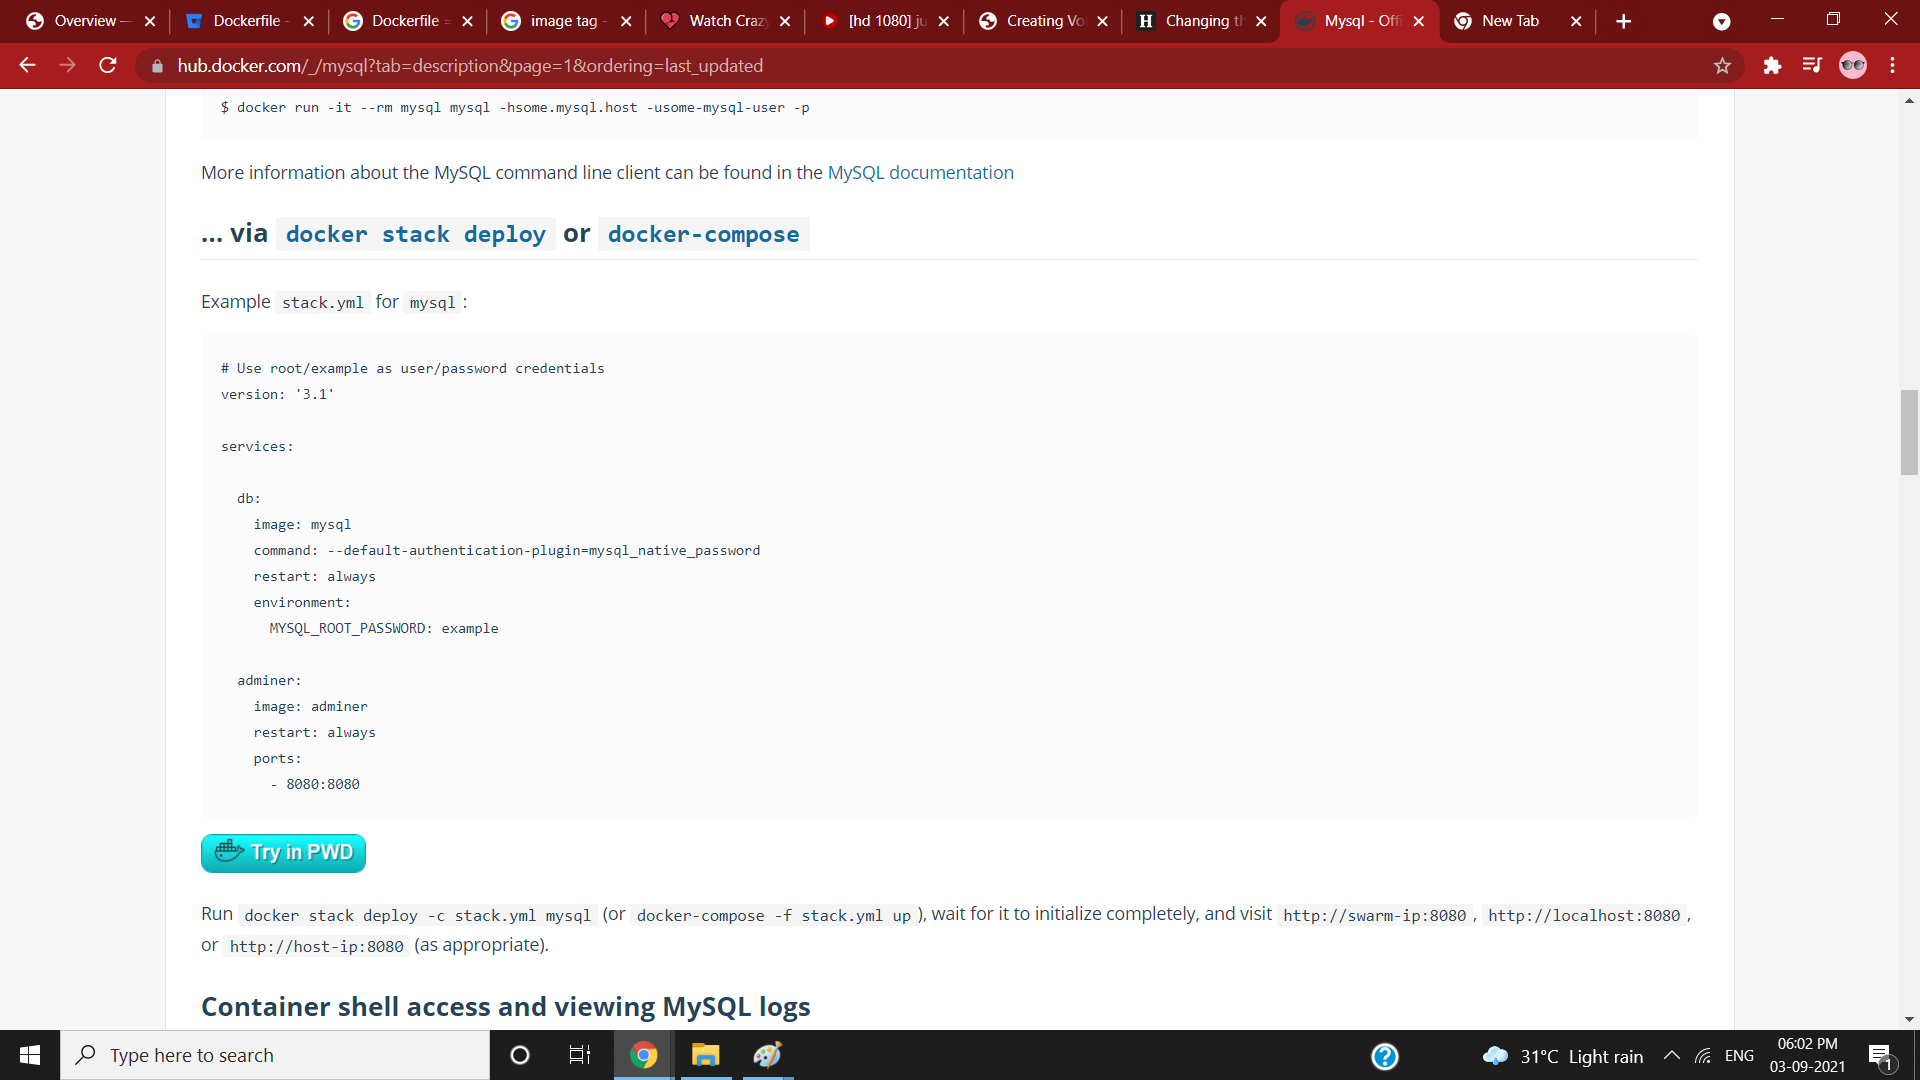 Overview —
Dockerfile -
Dockerfile =
image tag -
Watch Craz
[hd 1080] ju
Creating Vo
Changing th
Mysql - Offi
New Tab
hub.docker.com/_/mysql?tab=description&page=1&ordering=last_updated
$ docker run -it --rm mysql mysql -hsome.mysql.host -usome-mysql-user -p
More information about the MySQL command line client can be found in the MySQL documentation
... via docker stack deploy or docker-compose
Example stack.yml for mysql :
# Use root/example as user/password credentials
version: '3.1'
services:
db:
image: mysql
command: --default-authentication-plugin=mysql_native_password
restart: always
environment:
MYSQL_ROOT_PASSWORD: example
adminer:
image: adminer
restart: always
ports:
- 8080:8080
Try in PWD
Run docker stack deploy -c stack.yml mysql (or docker-compose -f stack.yml up ), wait for it to initialize completely, and visit http://swarm-ip:8080 , http://localhost:8080 ,
or http://host-ip:8080 (as appropriate).
Container shell access and viewing MySQL logs
Type here to search
31°C Light rain
ENG
06:02 PM
03-09-2021
1